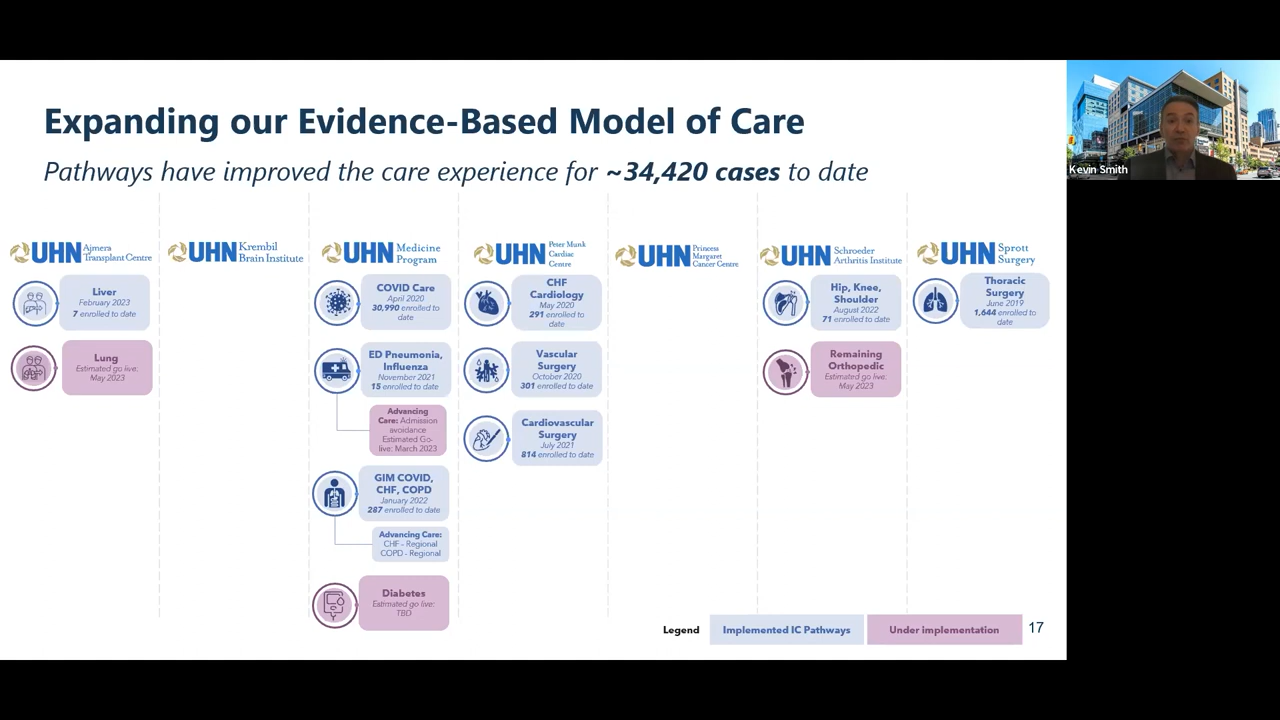 Expanding our Evidence-Based Model of Care
Pathways have improved the care experience for ~34,420 cases to date
Kevin Smith
UHN Ajmera
Transplant Centre
Liver
February 2023
7 enrolled to date
Lung
Estimated go live:
May 2023
UHN Krembil
Brain Institute
UHN Medicine
Program
COVID Care
April 2020
30,990 enrolled to
date
ED Pneumonia,
Influenza
November 2021
15 enrolled to date
Advancing
Care: Admission
avoidance
Estimated Go-
live: March 2023
GIM COVID,
CHF, COPD
January 2022
287 enrolled to date
Advancing Care:
CHF - Regional
COPD - Regional
Diabetes
Estimated go live:
TBD
UHN Peter Munk
Cardiac
Centre
CHF
Cardiology
May 2020
291 enrolled to
date
Vascular
Surgery
October 2020
301 enrolled to date
Cardiovascular
Surgery
July 2021
814 enrolled to date
UHN Princess
Margaret
Cancer Centre
UHN Schroeder
Arthritis Institute
Hip, Knee,
Shoulder
August 2022
71 enrolled to date
Remaining
Orthopedic
Estimated go live:
May 2023
UHN Sprott
Surgery
Thoracic
Surgery
June 2019
1,644 enrolled to
date
Legend
Implemented IC Pathways
Under implementation
17